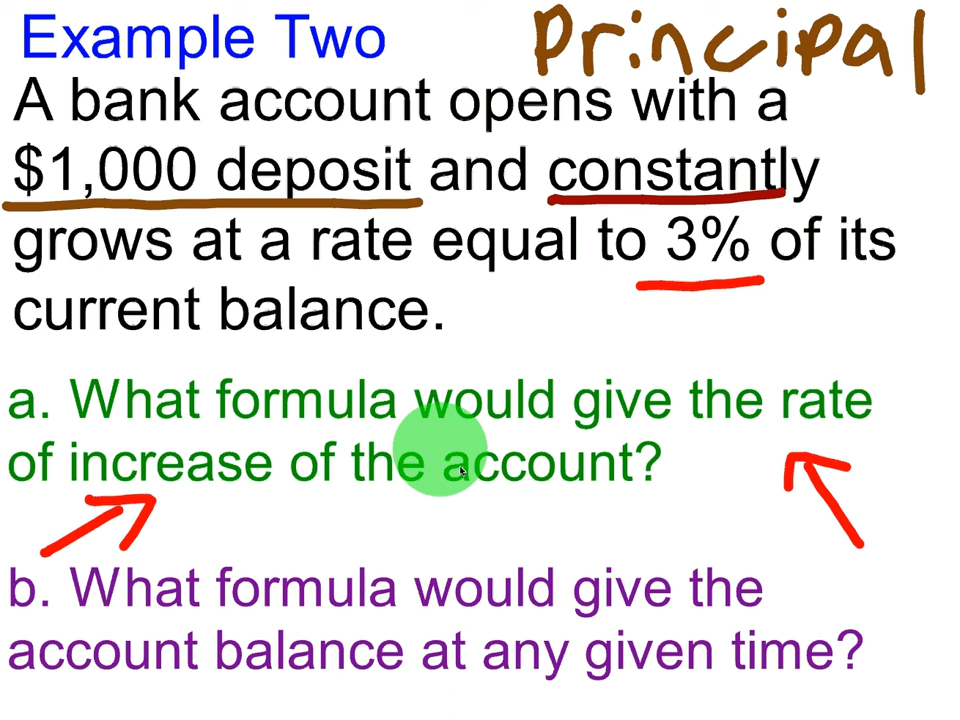 Example Two
Principal
A bank account opens with a
$1,000 deposit and constantly
grows at a rate equal to 3% of its
current balance.
a. What formula would give the rate
of increase of the account?
b. What formula would give the
account balance at any given time?